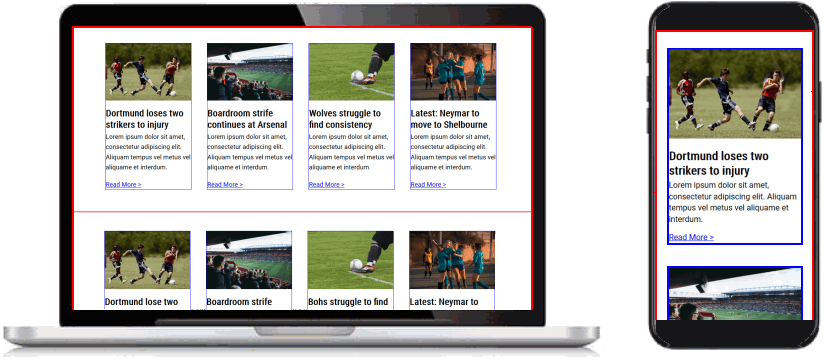 Dortmund loses two
strikers to injury
Lorem ipsum dolor sit amet,
consectetur adipiscing elit.
Aliquam tempus vel metus vel
aliquame et interdum.
Read More >
Boardroom strife
continues at Arsenal
Lorem ipsum dolor sit amet,
consectetur adipiscing elit.
Aliquam tempus vel metus vel
aliquame et interdum.
Read More >
Wolves struggle to
find consistency
Lorem ipsum dolor sit amet,
consectetur adipiscing elit.
Aliquam tempus vel metus vel
aliquame et interdum.
Read More >
Latest: Neymar to
move to Shelbourne
Lorem ipsum dolor sit amet,
consectetur adipiscing elit.
Aliquam tempus vel metus vel
aliquame et interdum.
Read More >
Dortmund lose two
Boardroom strife
Bohs struggle to find
Latest: Neymar to
Dortmund loses two
strikers to injury
Lorem ipsum dolor sit amet,
consectetur adipiscing elit. Aliquam
tempus vel metus vel aliquame et
interdum.
Read More >